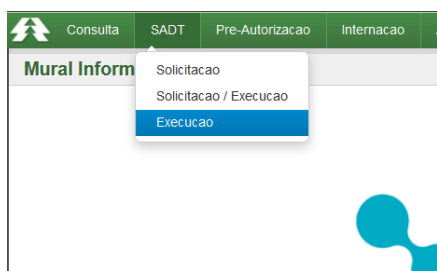 Consulta SADT Pre-Autorizacao Internacao
Mural Inform
Solicitacao
Solicitacao / Execucao
Execucao